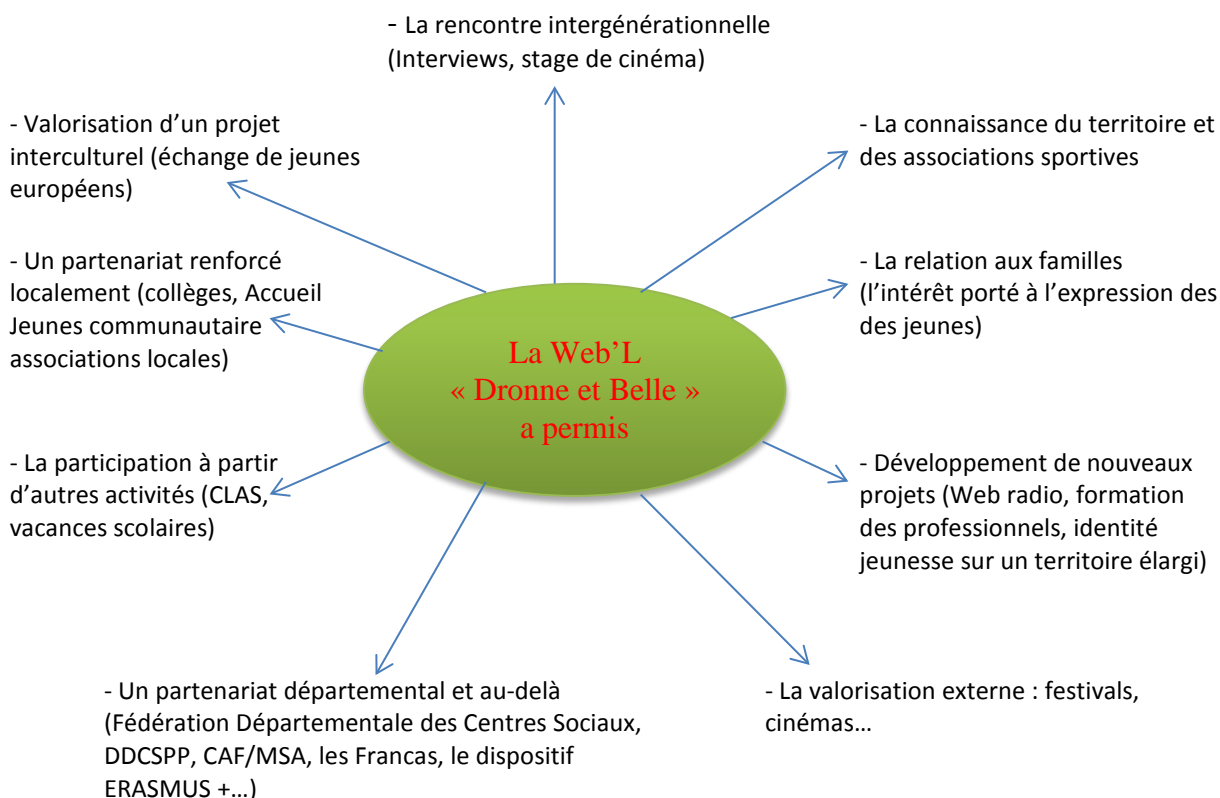 - La rencontre intergénérationnelle
(Interviews, stage de cinéma)
- Valorisation d’un projet
interculturel (échange de jeunes
européens)
- La connaissance du territoire et
des associations sportives
- Un partenariat renforcé
localement (collèges, Accueil
Jeunes communautaire
associations locales)
- La relation aux familles
(l’intérêt porté à l’expression des
des jeunes)
La Web’L
« Dronne et Belle »
a permis
- La participation à partir
d’autres activités (CLAS,
vacances scolaires)
- Développement de nouveaux
projets (Web radio, formation
des professionnels, identité
jeunesse sur un territoire élargi)
- Un partenariat départemental et au-delà
(Fédération Départementale des Centres Sociaux,
DDCSPP, CAF/MSA, les Francas, le dispositif
ERASMUS +…)
- La valorisation externe : festivals,
cinémas…